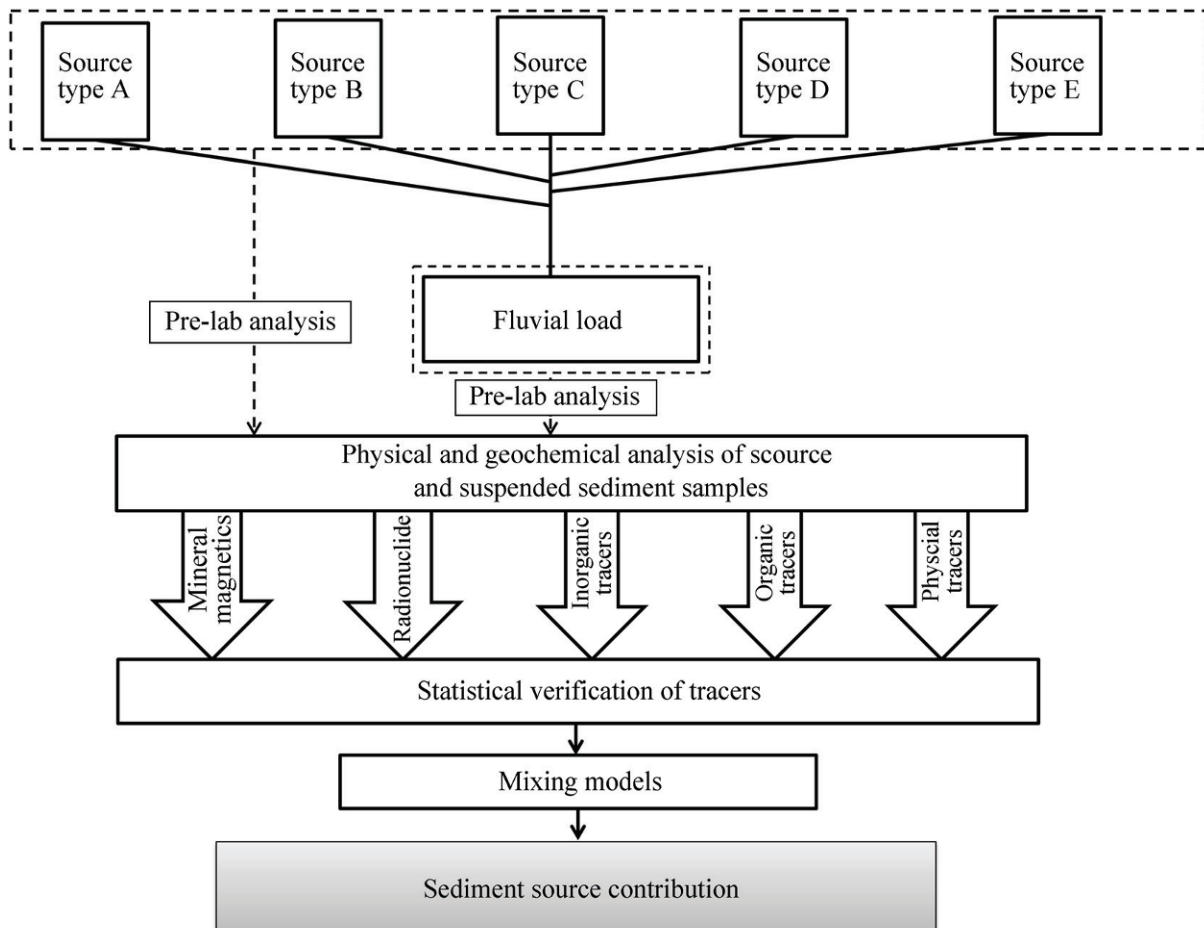 Source
type A
Source
type B
Source
type C
Source
type D
Source
type E
Pre-lab analysis
Fluvial load
Pre-lab analysis
Physical and geochemical analysis of scource
and suspended sediment samples
Mineral
magnetics
Radionuclide
Inorganic
tracers
Organic
tracers
Physcial
tracers
Statistical verification of tracers
Mixing models
Sediment source contribution